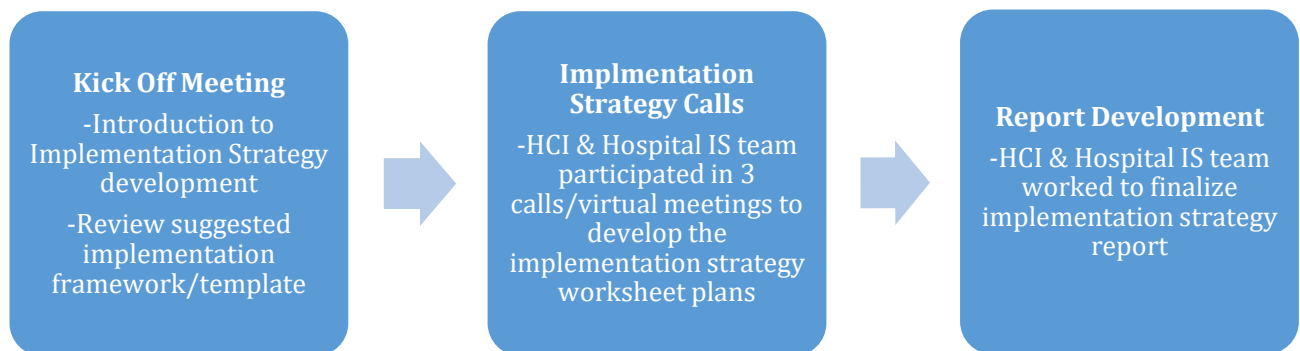 Kick Off Meeting
-Introduction to
Implementation Strategy
development
-Review suggested
implementation
framework/template
Implmentation
Strategy Calls
-HCI & Hospital IS team
participated in 3
calls/virtual meetings to
develop the
implementation strategy
worksheet plans
Report Development
-HCI & Hospital IS team
worked to finalize
implementation strategy
report